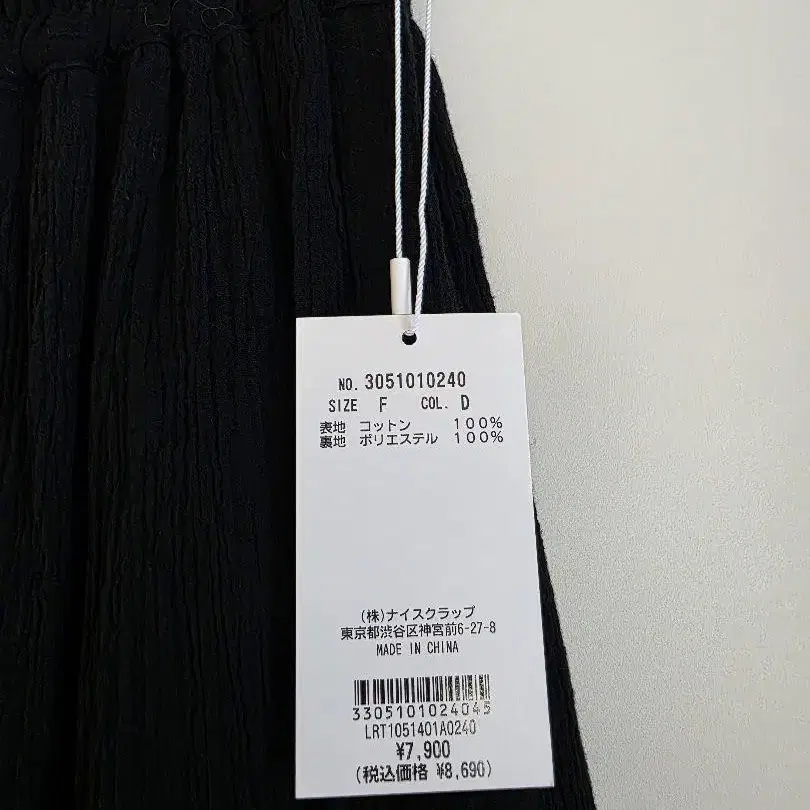 NO. 3051010240
SIZE F COL. D
表地 コットン 100%
裏地 ポリエステル 100%
(株)ナイスクラップ
東京都渋谷区神宮前6-27-8
MADE IN CHINA
3305101024045
LRT1051401A0240
¥7,900
(税込価格 ¥8,690)